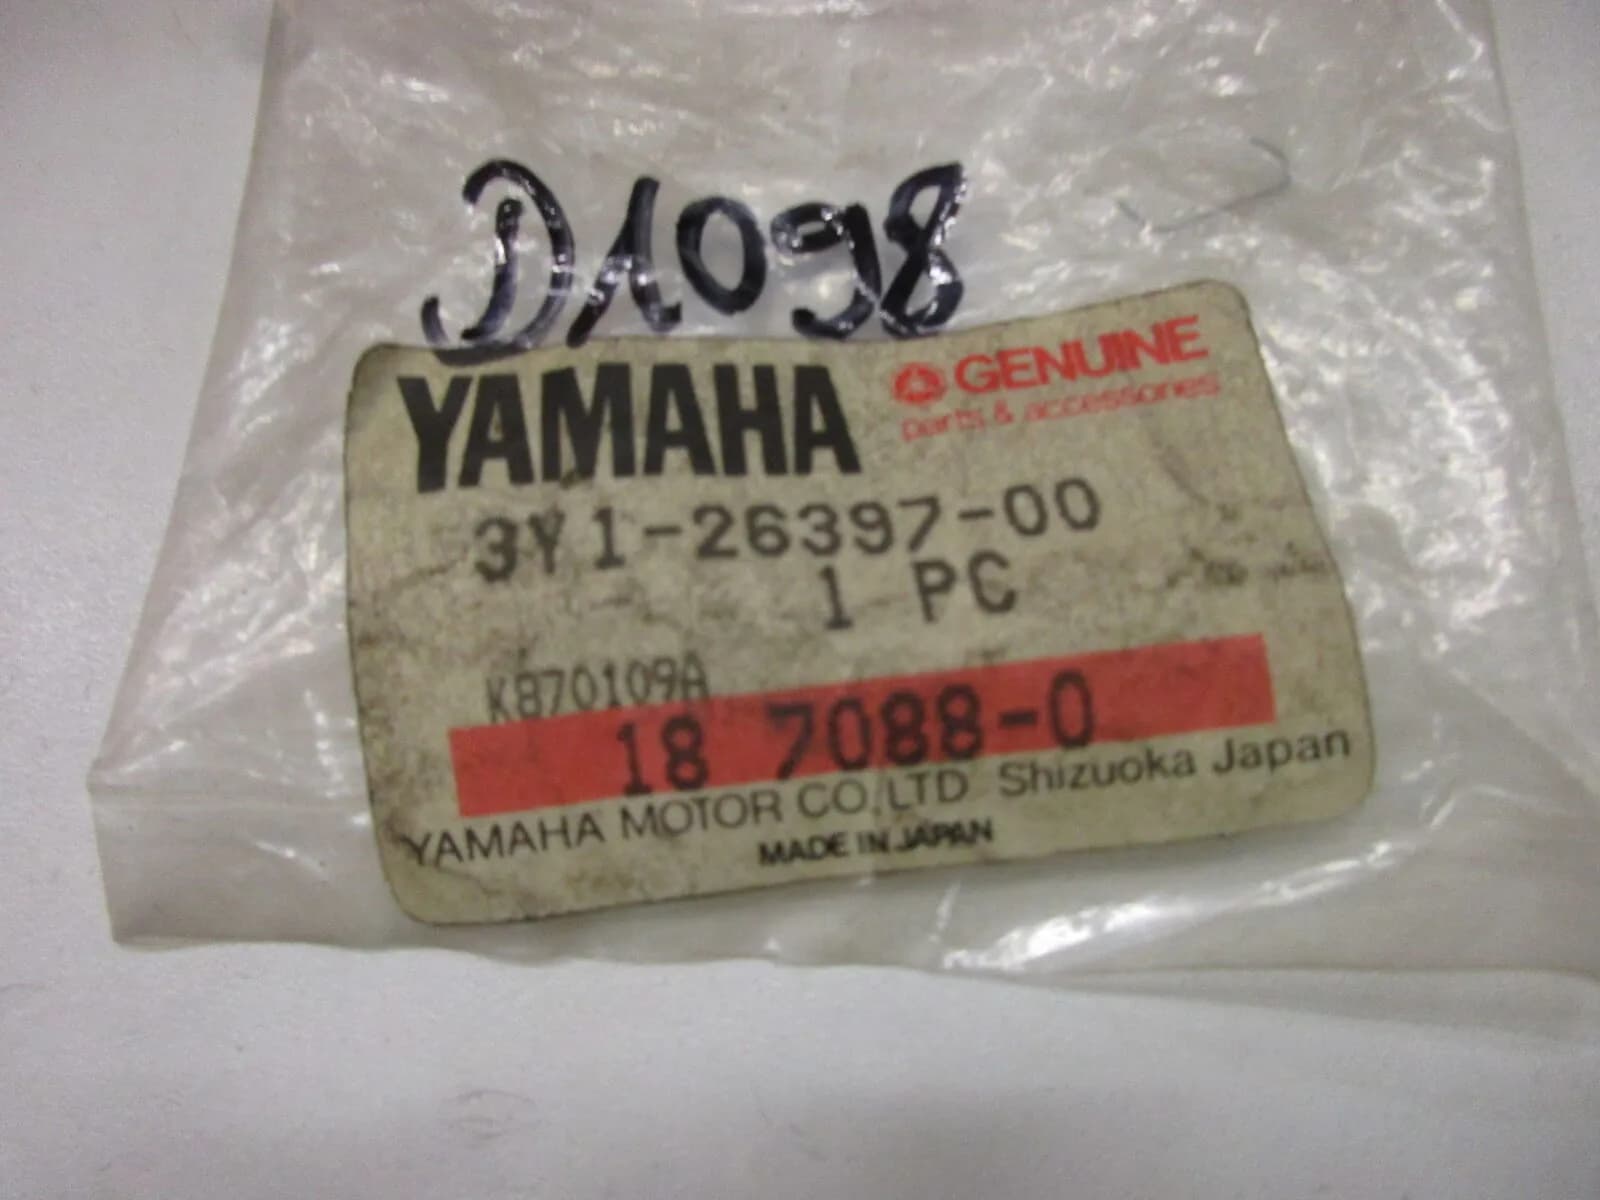 D1098
YAMAHA GENUINE
parts & accessories
3Y1-26397-00
1 PC
K870109A
18 7088-0
YAMAHA MOTOR CO., LTD Shizuoka Japan
MADE IN JAPAN